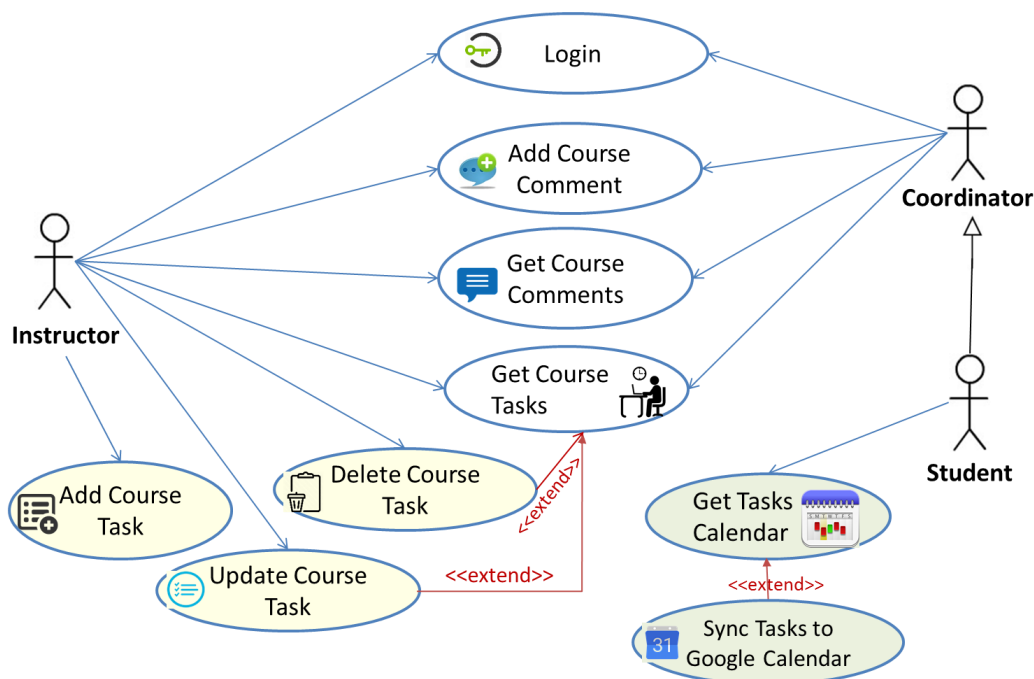 Login
Add Course
Comment
Coordinator
Get Course
Comments
Instructor
Get Course
Tasks
Delete Course
Task
<<extend>>
Student
Add Course
Task
Get Tasks
Calendar
Update Course
Task
<<extend>>
<<extend>>
31
Sync Tasks to
Google Calendar